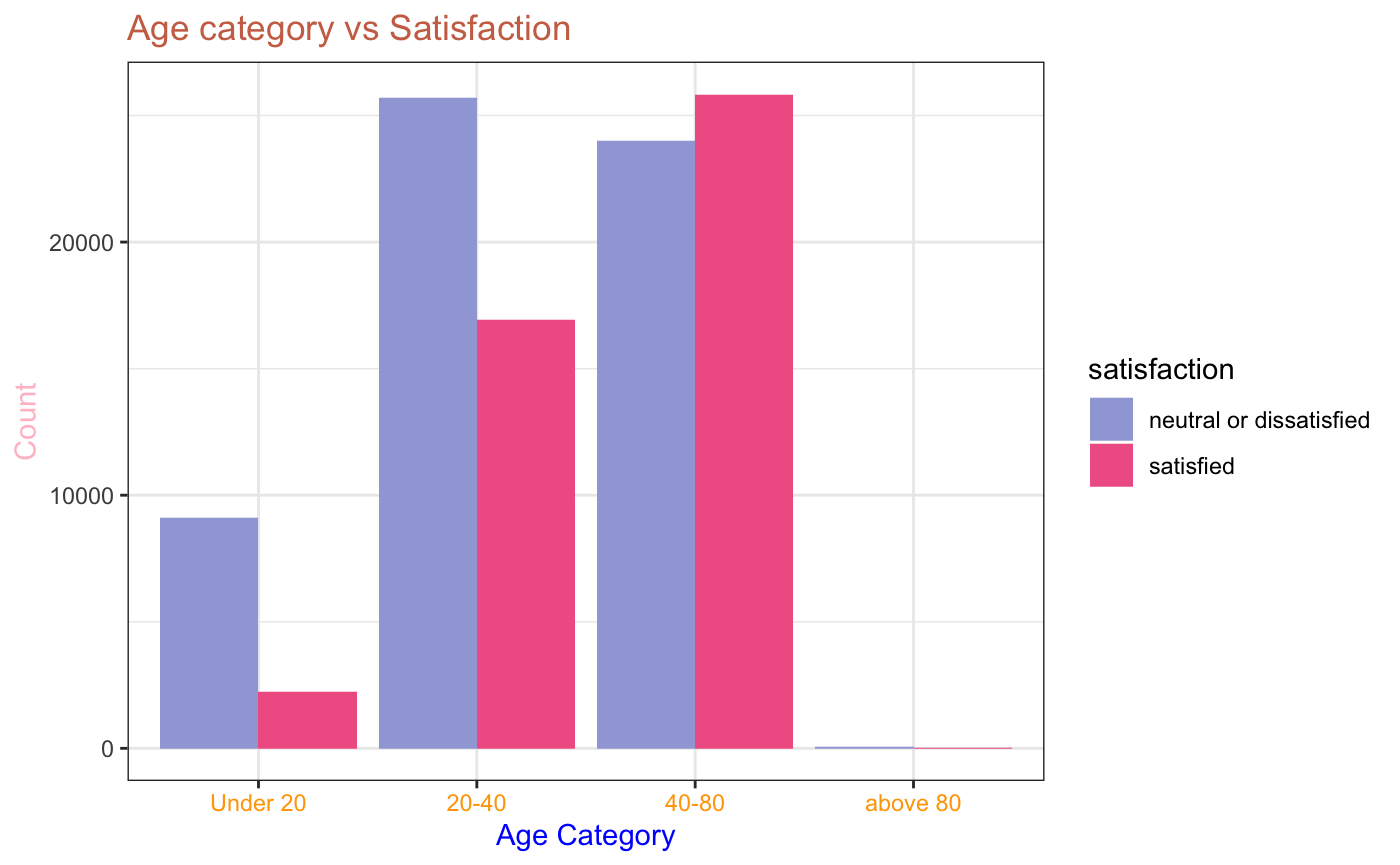 Age category vs Satisfaction
Count
20000
10000
0
Under 20
20-40
40-80
above 80
Age Category
satisfaction
neutral or dissatisfied
satisfied